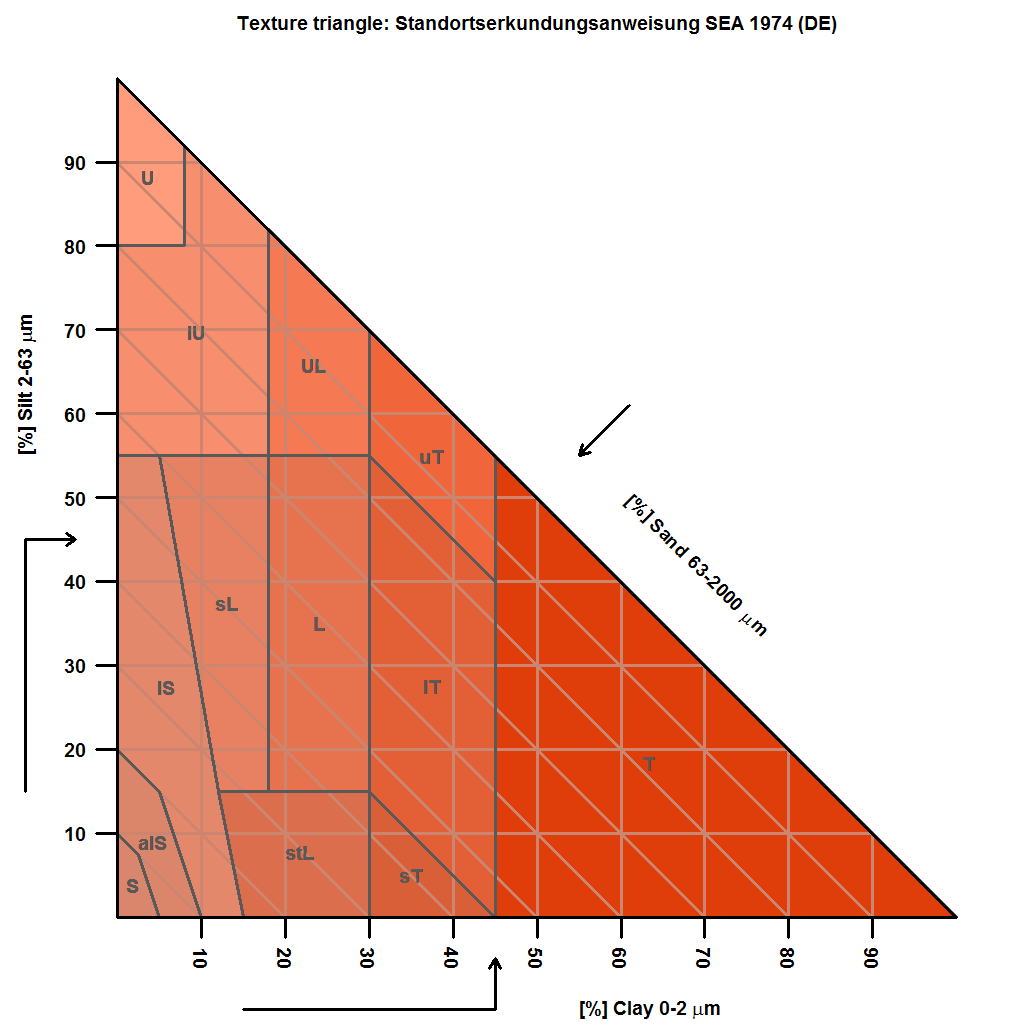 Texture triangle: Standortserkundungsanweisung SEA 1974 (DE)
90
80
70
60
50
40
30
20
10
[%] Silt 2-63 μm
U
lU
UL
uT
sL
L
lS
lT
T
alS
stL
sT
S
[%] Sand 63-2000 μm
10
20
30
40
50
60
70
80
90
[%] Clay 0-2 μm